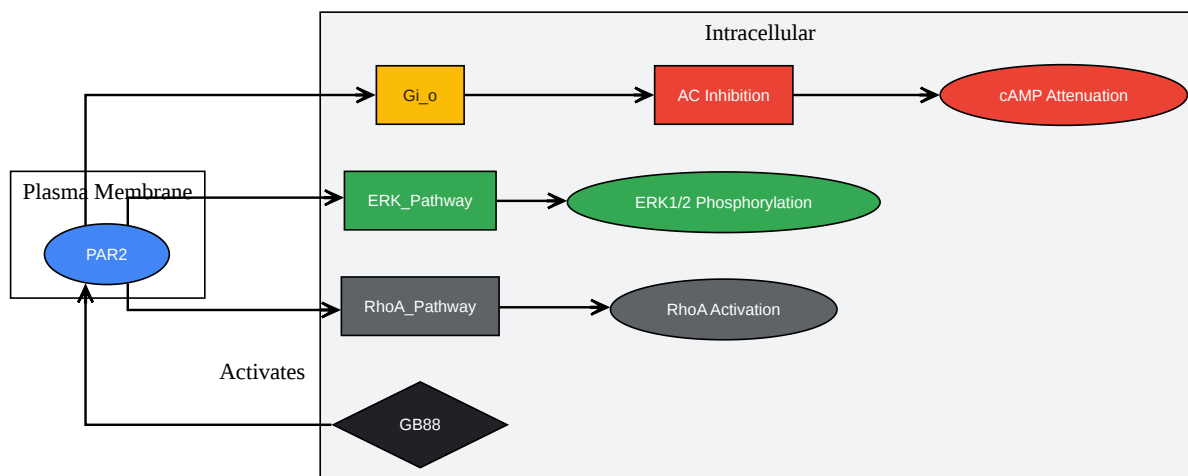 Intracellular
Gi_o
AC Inhibition
cAMP Attenuation
Plasma Membrane
ERK_Pathway
ERK1/2 Phosphorylation
PAR2
RhoA_Pathway
RhoA Activation
Activates
GB88